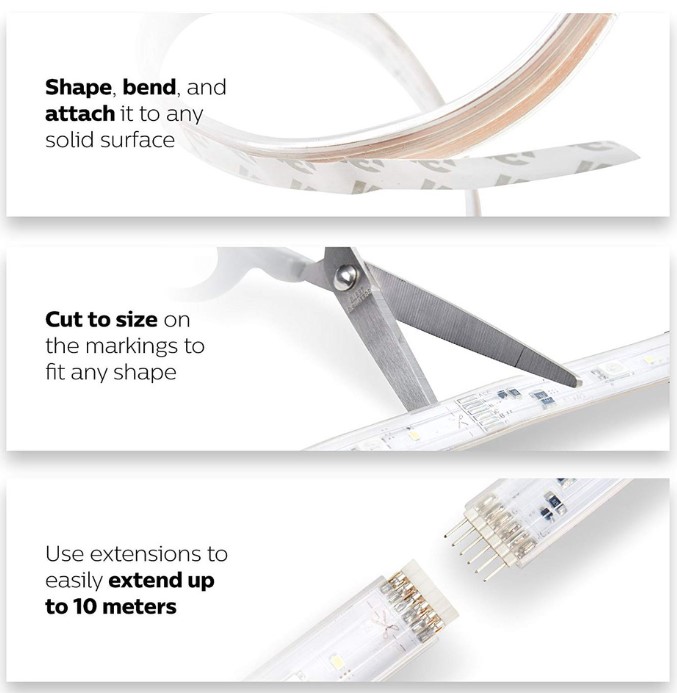 Shape, bend, and
attach it to any
solid surface
Cut to size on
the markings to
fit any shape
Use extensions to
easily extend up
to 10 meters